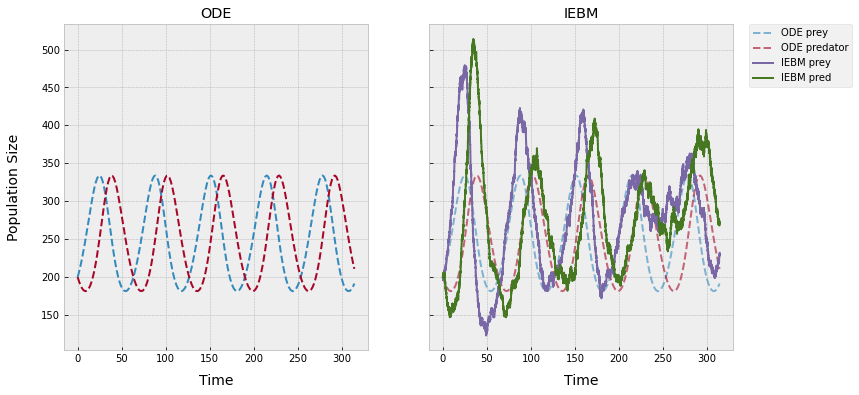 ODE
IEBM
ODE prey
ODE predator
IEBM prey
IEBM pred
500
450
400
350
300
250
200
150
Population Size
0 50 100 150 200 250 300
0 50 100 150 200 250 300
Time
Time